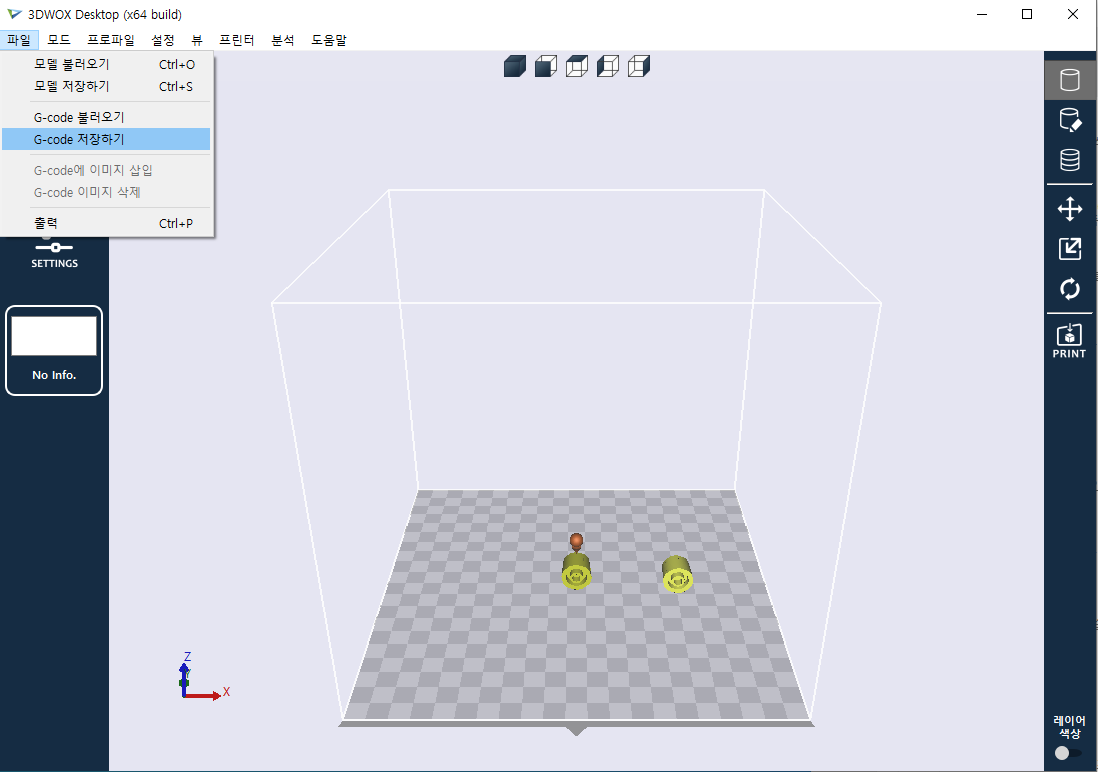 3DWOX Desktop (x64 build)
파일 모드 프로파일 설정 뷰 프린터 분석 도움말
모델 불러오기 Ctrl+O
모델 저장하기 Ctrl+S
G-code 불러오기
G-code 저장하기
G-code에 이미지 삽입
G-code 이미지 삭제
출력 Ctrl+P
SETTINGS
No Info.
PRINT
Z
Y
X
레이어
색상